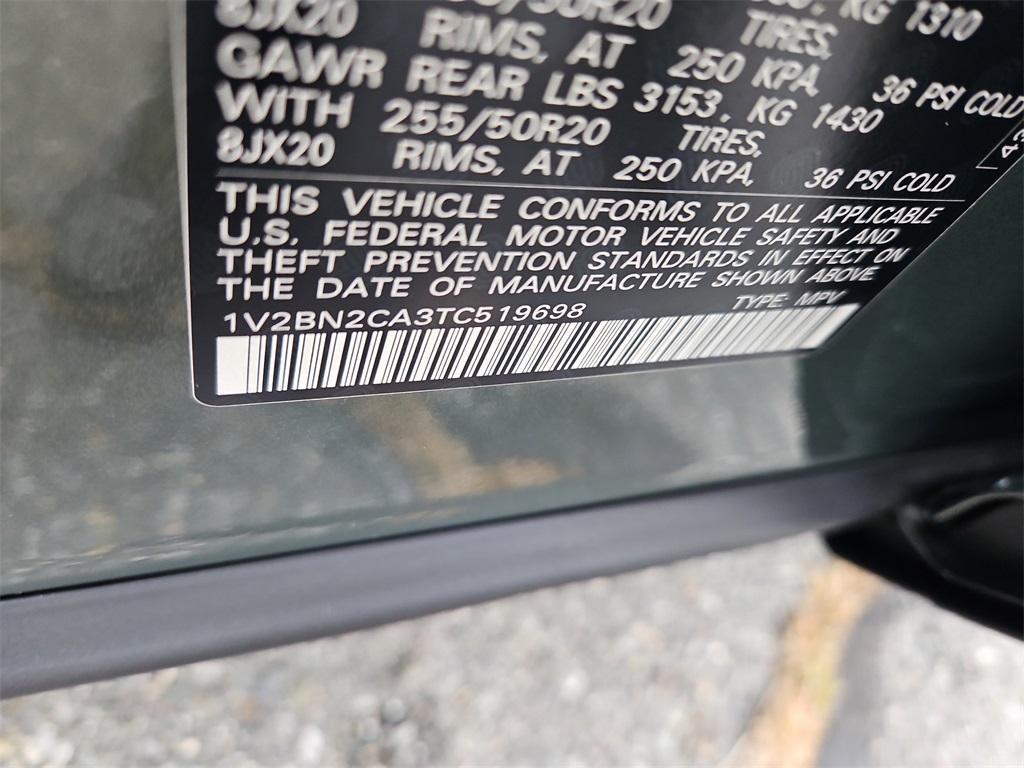 8JX20 RIMS, AT 250 KPA, 36 PSI COLD
GAWR REAR LBS 3153, KG 1430
WITH 255/50R20 TIRES,
8JX20 RIMS, AT 250 KPA, 36 PSI COLD
THIS VEHICLE CONFORMS TO ALL APPLICABLE
U.S. FEDERAL MOTOR VEHICLE SAFETY AND
THEFT PREVENTION STANDARDS IN EFFECT ON
THE DATE OF MANUFACTURE SHOWN ABOVE
1V2BN2CA3TC519698 TYPE: MPV